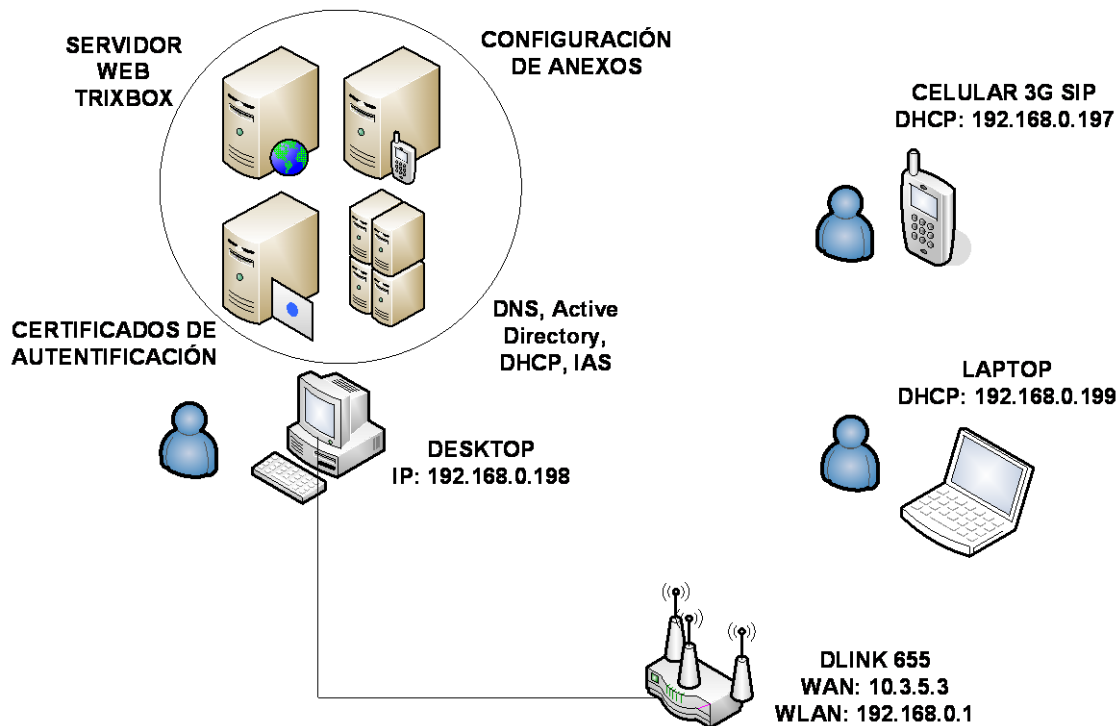 SERVIDOR
WEB
TRIXBOX
CONFIGURACIÓN
DE ANEXOS
CELULAR 3G SIP
DHCP: 192.168.0.197
CERTIFICADOS DE
AUTENTIFICACIÓN
DNS, Active
Directory,
DHCP, IAS
LAPTOP
DHCP: 192.168.0.199
DESKTOP
IP: 192.168.0.198
DLINK 655
WAN: 10.3.5.3
WLAN: 192.168.0.1